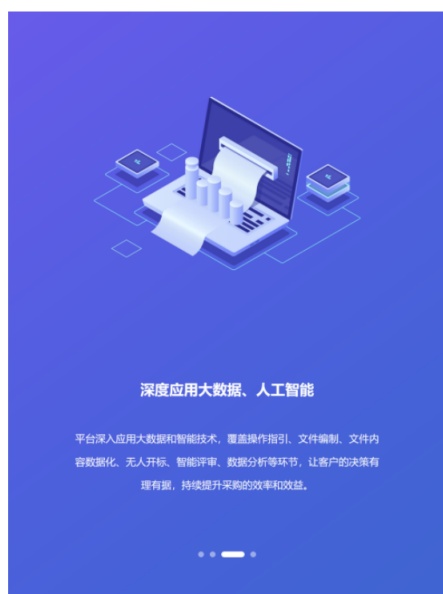 深度应用大数据、人工智能
平台深入应用大数据和智能技术，覆盖操作指引、文件编制、文件内
容数据化、无人开标、智能评审、数据分析等环节，让客户的决策有
理有据，持续提升采购的效率和效益。